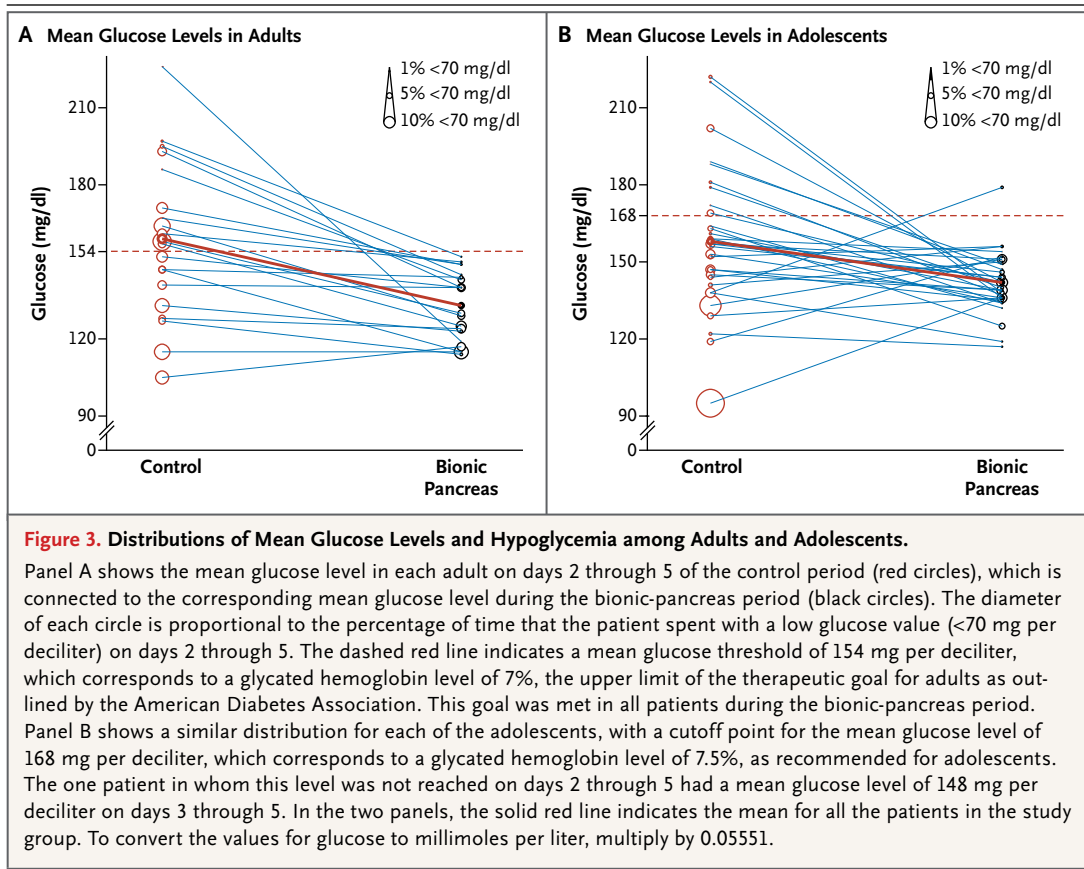 A Mean Glucose Levels in Adults
1% <70 mg/dl
5% <70 mg/dl
10% <70 mg/dl
Glucose (mg/dl)
210
180
154
150
120
90
0
Control
Bionic
Pancreas
B Mean Glucose Levels in Adolescents
1% <70 mg/dl
5% <70 mg/dl
10% <70 mg/dl
Glucose (mg/dl)
210
180
168
150
120
90
0
Control
Bionic
Pancreas
Figure 3. Distributions of Mean Glucose Levels and Hypoglycemia among Adults and Adolescents.
Panel A shows the mean glucose level in each adult on days 2 through 5 of the control period (red circles), which is
connected to the corresponding mean glucose level during the bionic-pancreas period (black circles). The diameter
of each circle is proportional to the percentage of time that the patient spent with a low glucose value (<70 mg per
deciliter) on days 2 through 5. The dashed red line indicates a mean glucose threshold of 154 mg per deciliter,
which corresponds to a glycated hemoglobin level of 7%, the upper limit of the therapeutic goal for adults as out-
lined by the American Diabetes Association. This goal was met in all patients during the bionic-pancreas period.
Panel B shows a similar distribution for each of the adolescents, with a cutoff point for the mean glucose level of
168 mg per deciliter, which corresponds to a glycated hemoglobin level of 7.5%, as recommended for adolescents.
The one patient in whom this level was not reached on days 2 through 5 had a mean glucose level of 148 mg per
deciliter on days 3 through 5. In the two panels, the solid red line indicates the mean for all the patients in the study
group. To convert the values for glucose to millimoles per liter, multiply by 0.05551.